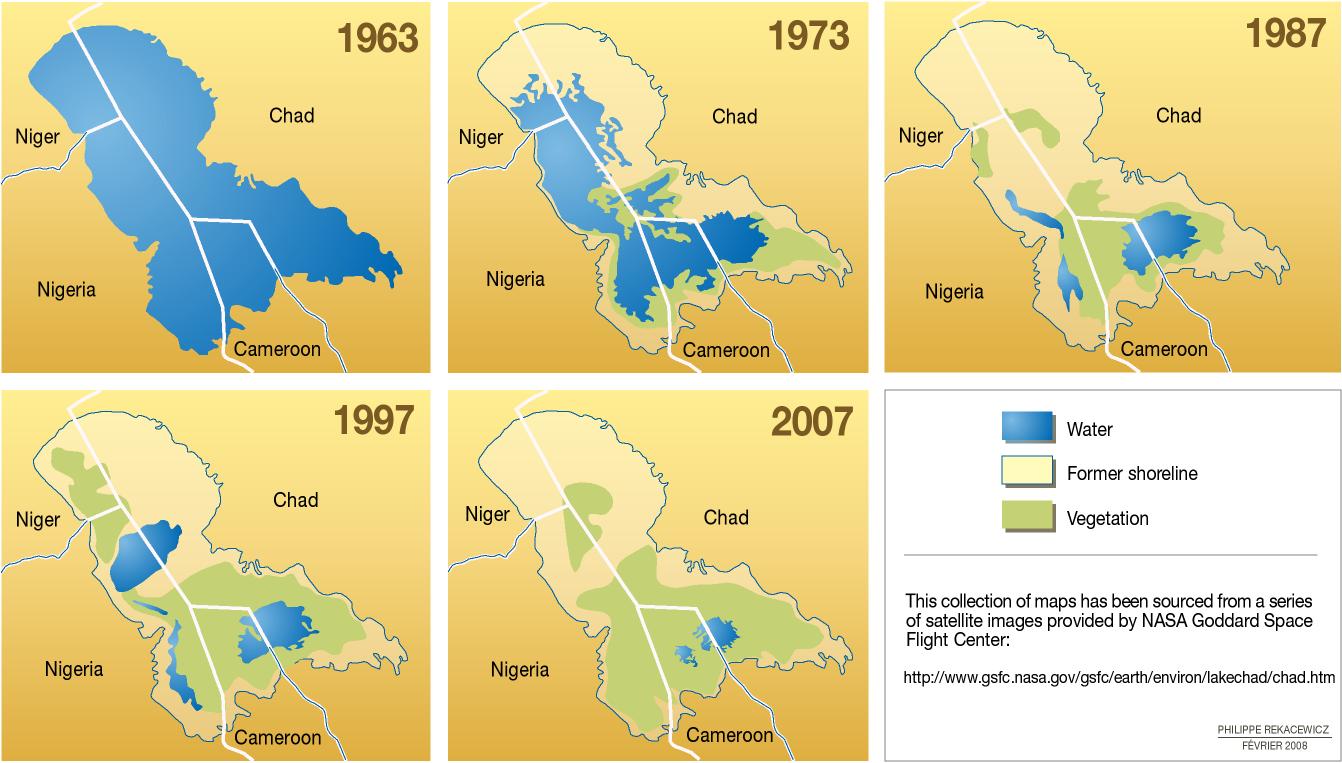 1963
Chad
Niger
Nigeria
Cameroon
1973
Chad
Niger
Nigeria
Cameroon
1987
Chad
Niger
Nigeria
Cameroon
1997
Chad
Niger
Nigeria
Cameroon
2007
Chad
Niger
Nigeria
Cameroon
Water
Former shoreline
Vegetation
This collection of maps has been sourced from a series
of satellite images provided by NASA Goddard Space
Flight Center:
http://www.gsfc.nasa.gov/gsfc/earth/environ/lakechad/chad.htm
PHILIPPE REKACEWICZ
FÉVRIER 2008